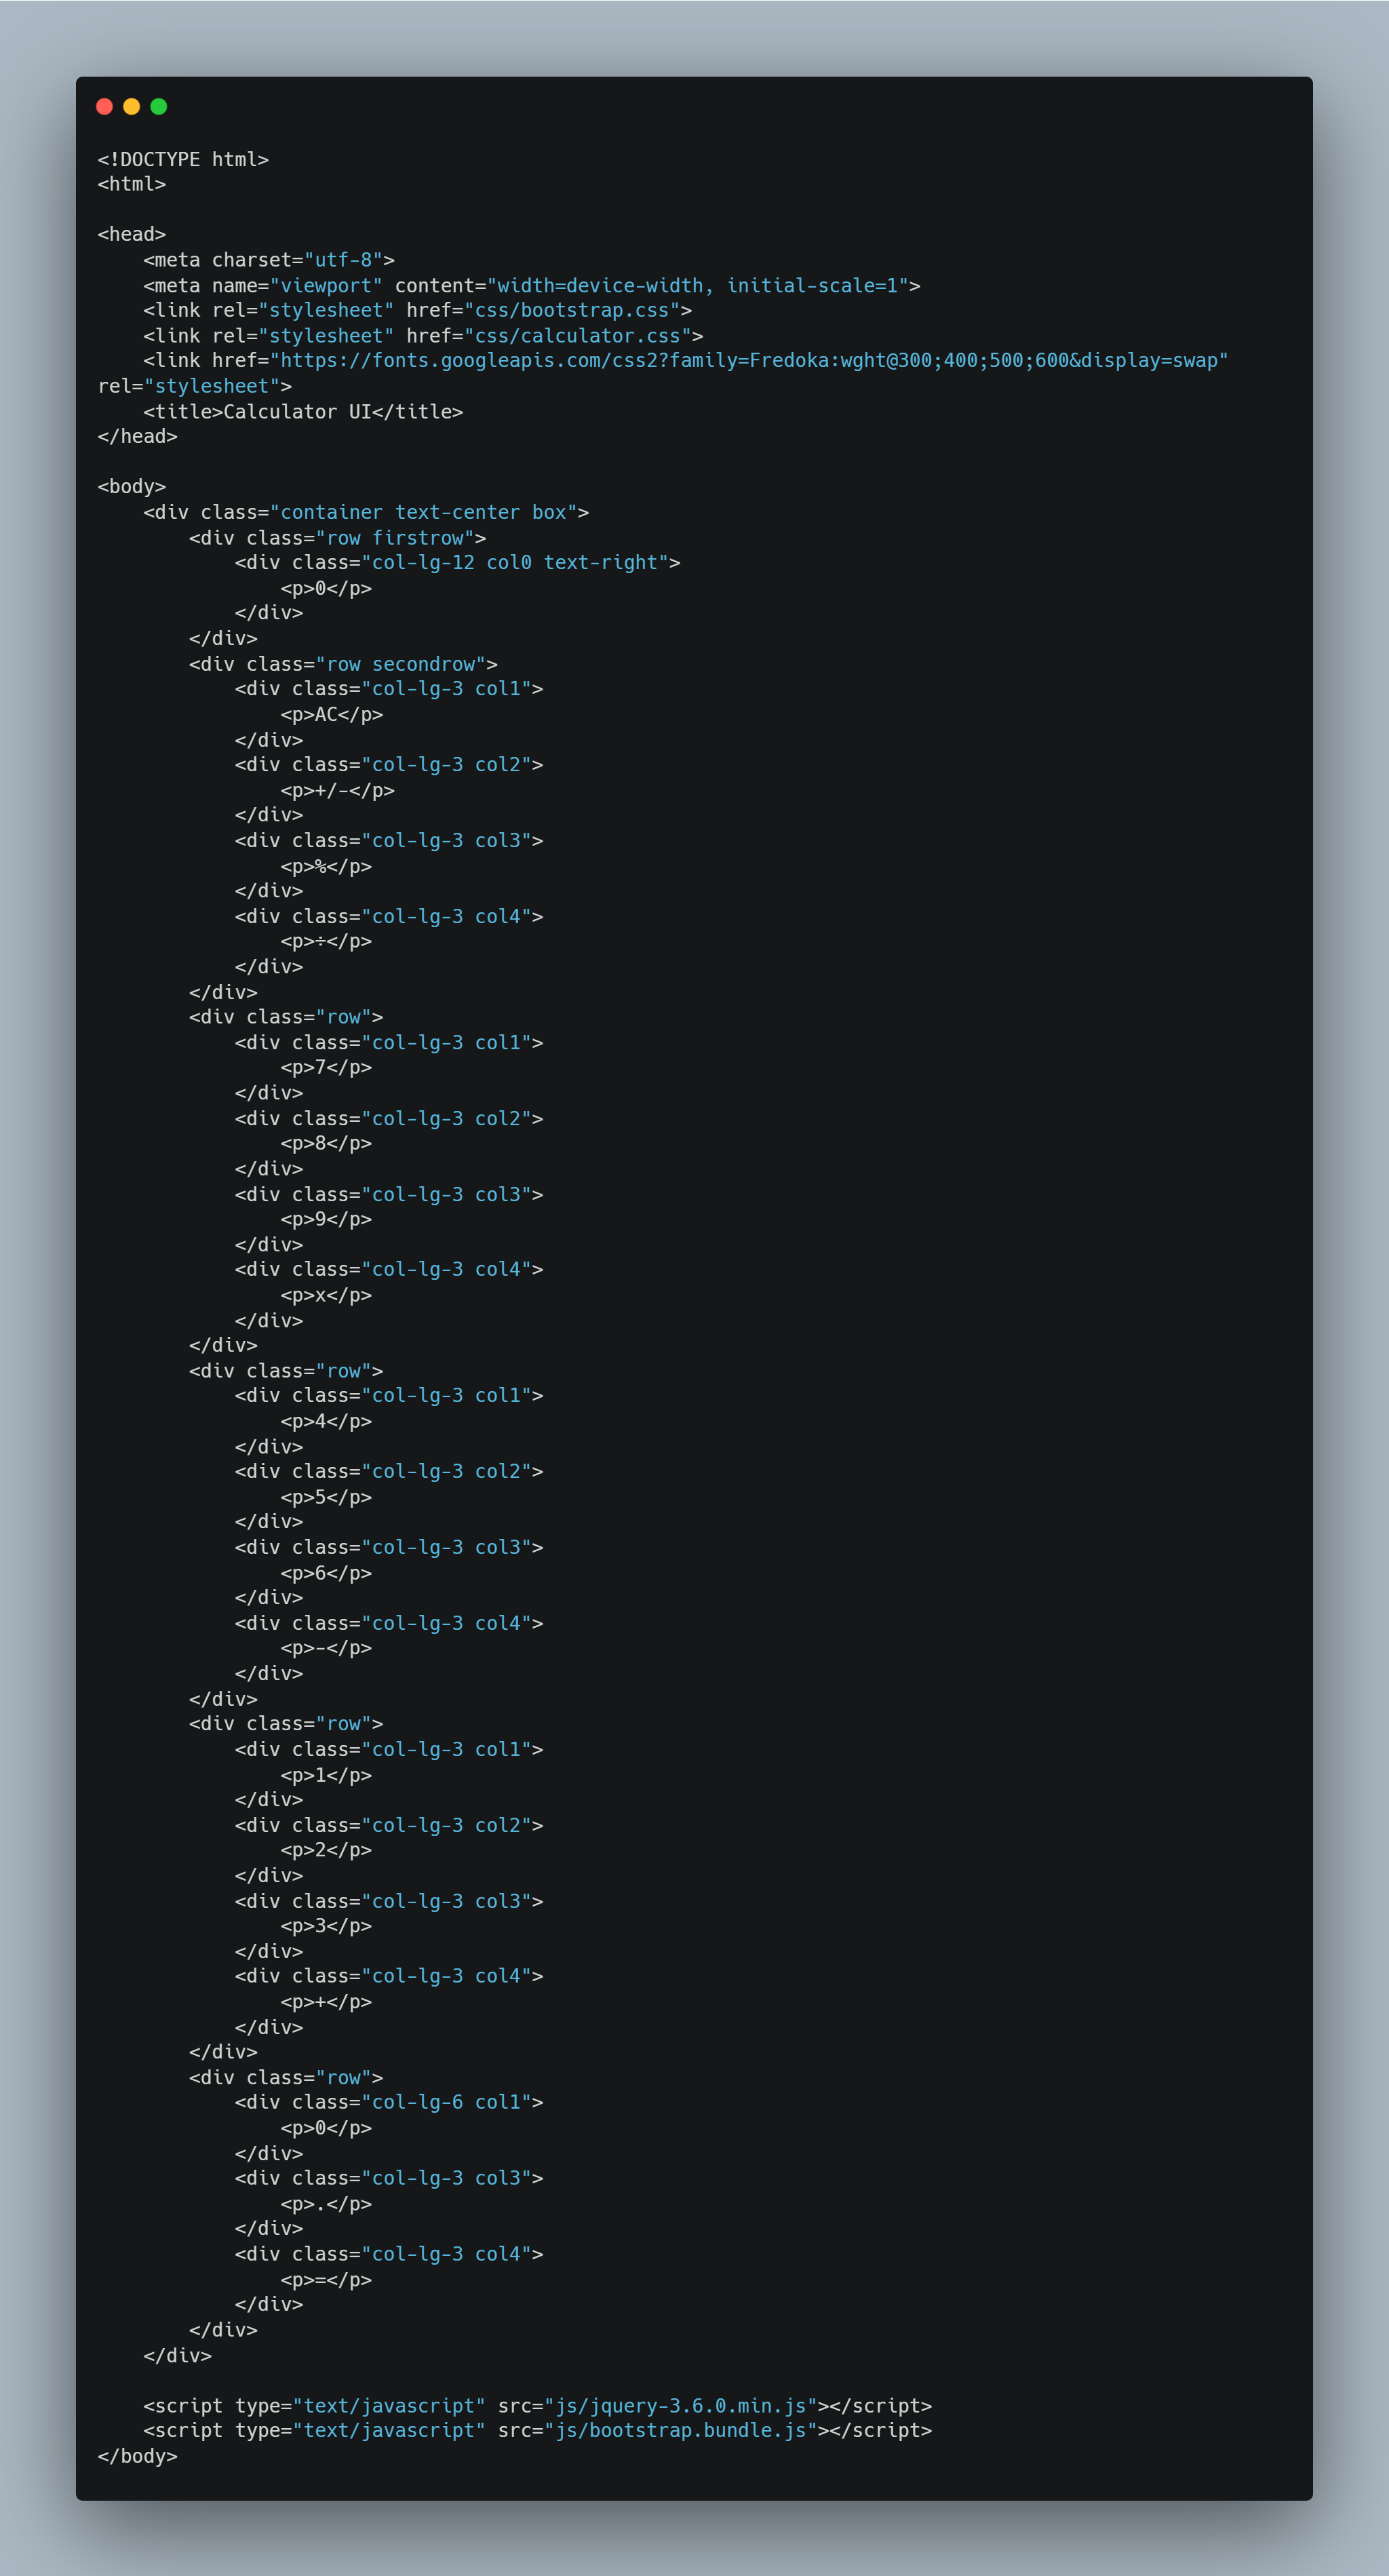 <!DOCTYPE html>
<html>

<head>
    <meta charset="utf-8">
    <meta name="viewport" content="width=device-width, initial-scale=1">
    <link rel="stylesheet" href="css/bootstrap.css">
    <link rel="stylesheet" href="css/calculator.css">
    <link href="https://fonts.googleapis.com/css2?family=Fredoka:wght@300;400;500;600&display=swap"
rel="stylesheet">
    <title>Calculator UI</title>
</head>

<body>
    <div class="container text-center box">
        <div class="row firstrow">
            <div class="col-lg-12 col0 text-right">
                <p>0</p>
            </div>
        </div>
        <div class="row secondrow">
            <div class="col-lg-3 col1">
                <p>AC</p>
            </div>
            <div class="col-lg-3 col2">
                <p>+/-</p>
            </div>
            <div class="col-lg-3 col3">
                <p>%</p>
            </div>
            <div class="col-lg-3 col4">
                <p>÷</p>
            </div>
        </div>
        <div class="row">
            <div class="col-lg-3 col1">
                <p>7</p>
            </div>
            <div class="col-lg-3 col2">
                <p>8</p>
            </div>
            <div class="col-lg-3 col3">
                <p>9</p>
            </div>
            <div class="col-lg-3 col4">
                <p>x</p>
            </div>
        </div>
        <div class="row">
            <div class="col-lg-3 col1">
                <p>4</p>
            </div>
            <div class="col-lg-3 col2">
                <p>5</p>
            </div>
            <div class="col-lg-3 col3">
                <p>6</p>
            </div>
            <div class="col-lg-3 col4">
                <p>-</p>
            </div>
        </div>
        <div class="row">
            <div class="col-lg-3 col1">
                <p>1</p>
            </div>
            <div class="col-lg-3 col2">
                <p>2</p>
            </div>
            <div class="col-lg-3 col3">
                <p>3</p>
            </div>
            <div class="col-lg-3 col4">
                <p>+</p>
            </div>
        </div>
        <div class="row">
            <div class="col-lg-6 col1">
                <p>0</p>
            </div>
            <div class="col-lg-3 col3">
                <p>.</p>
            </div>
            <div class="col-lg-3 col4">
                <p>=</p>
            </div>
        </div>
    </div>

    <script type="text/javascript" src="js/jquery-3.6.0.min.js"></script>
    <script type="text/javascript" src="js/bootstrap.bundle.js"></script>
</body>